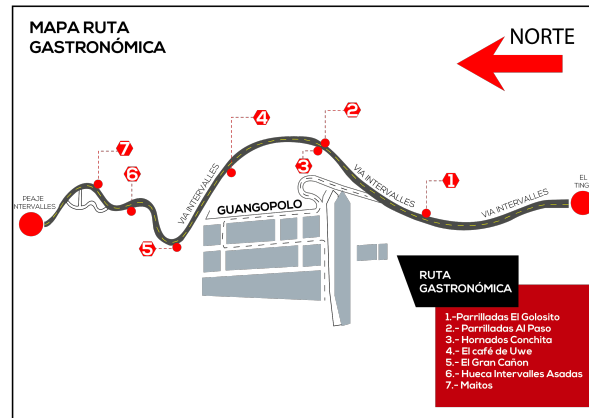 MAPA RUTA
GASTRONÓMICA
NORTE
4
2
3
7
6
1
5
VIA INTERVALLES
VIA INTERVALLES
VIA INTERVALLES
PEAJE
INTERVALLES
EL
TING
GUANGOPOLO
RUTA
GASTRONÓMICA
1.-Parrilladas El Golosito
2.- Parrilladas Al Paso
3.- Hornados Conchita
4.- El café de Uwe
5.- El Gran Cañon
6.- Hueca Intervalles Asadas
7.- Maitos